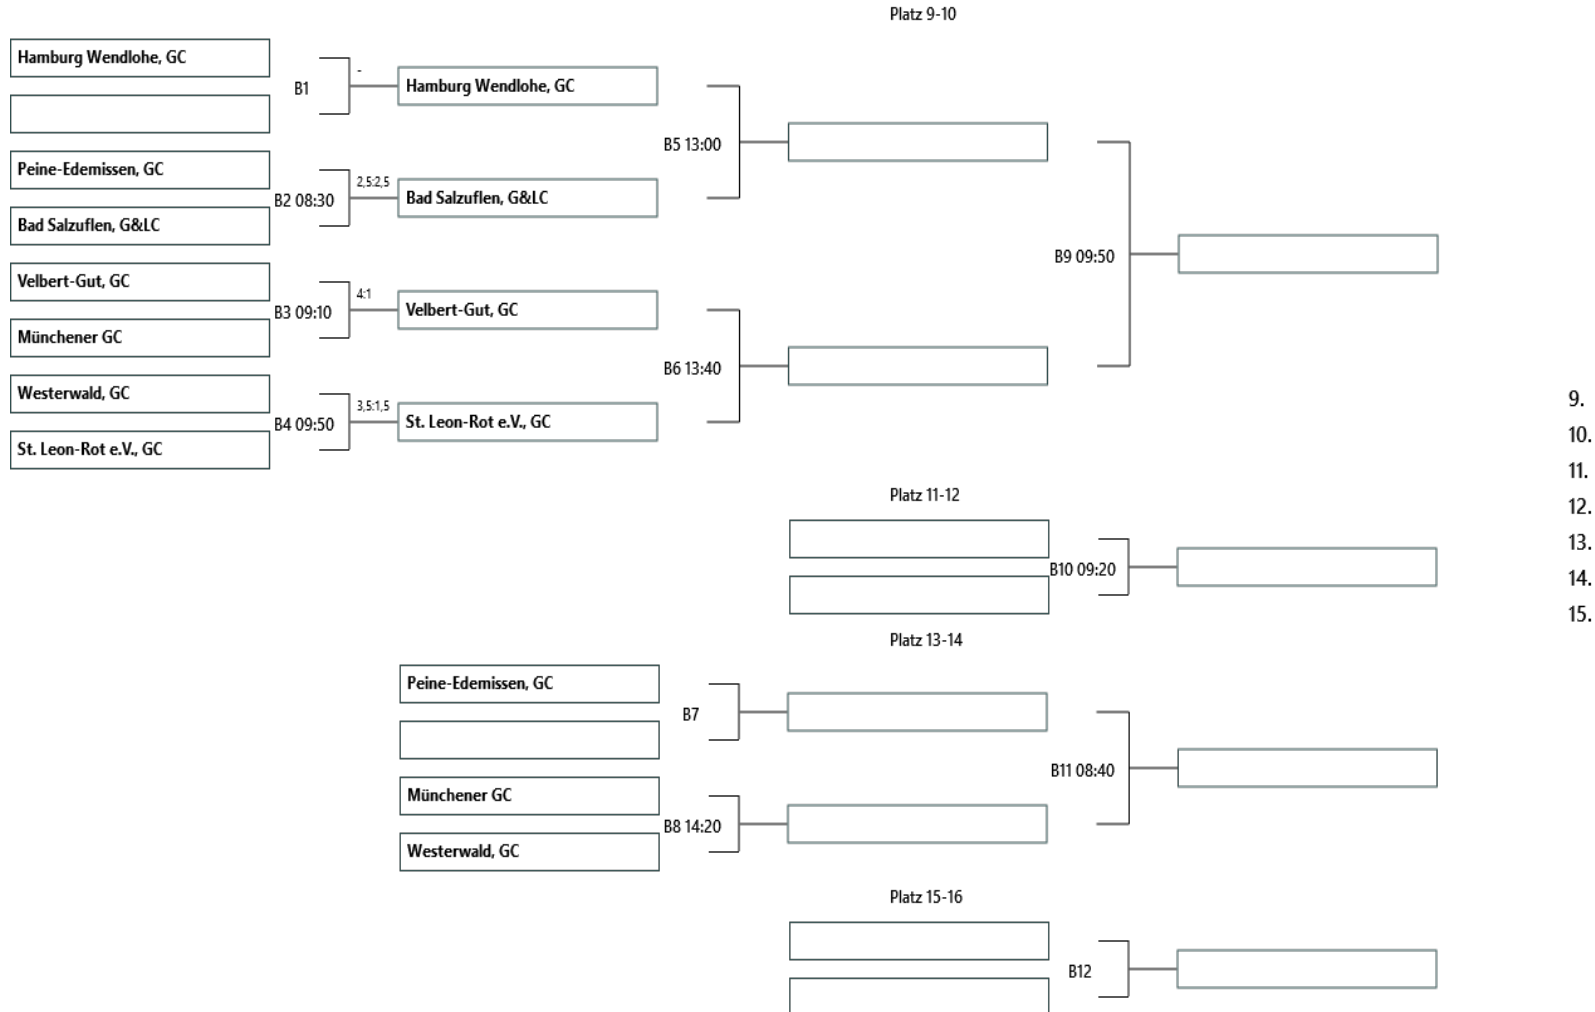 Platz 9-10
Hamburg Wendlohe, GC
B1
-
Hamburg Wendlohe, GC
B5 13:00
Peine-Edemissen, GC
B2 08:30
2,5:2,5
Bad Salzuflen, G&LC
Bad Salzuflen, G&LC
B9 09:50
Velbert-Gut, GC
B3 09:10
4:1
Velbert-Gut, GC
Münchener GC
B6 13:40
Westerwald, GC
B4 09:50
3,5:1,5
St. Leon-Rot e.V., GC
St. Leon-Rot e.V., GC
9.
10.
11.
12.
13.
14.
15.
Platz 11-12
B10 09:20
Platz 13-14
Peine-Edemissen, GC
B7
B11 08:40
Münchener GC
B8 14:20
Westerwald, GC
Platz 15-16
B12